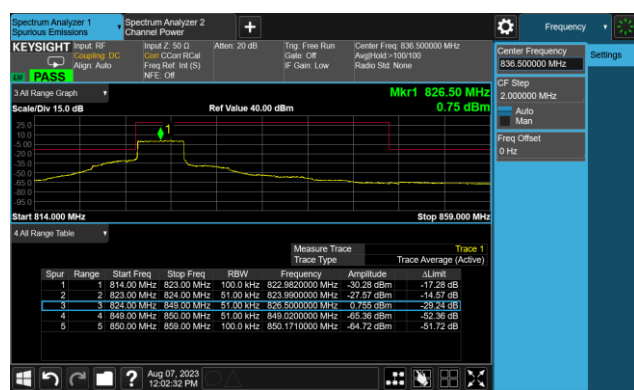 Spectrum Analyzer 1
Spurious Emissions
Spectrum Analyzer 2
Channel Power
Frequency
KEYSIGHT
Input: RF
Coupling: DC
Align: Auto
Input Z: 50 Ω
Corr CCorr RCal
Freq Ref: Int (S)
NFE: Off
Atten: 20 dB
Trig: Free Run
Gate: Off
IF Gain: Low
Center Freq: 836.500000 MHz
Avg|Hold:>100/100
Radio Std: None
PASS
Center Frequency
836.500000 MHz
Settings
CF Step
2.000000 MHz
Auto
Man
Freq Offset
0 Hz
3 All Range Graph
Mkr1 826.50 MHz
Scale/Div 15.0 dB
Ref Value 40.00 dBm
0.75 dBm
25.0
10.0
-5.00
-20.0
-35.0
-50.0
-65.0
-80.0
-95.0
1
Start 814.000 MHz
Stop 859.000 MHz
4 All Range Table
Measure Trace Trace 1
Trace Type Trace Average (Active)
Spur Range Start Freq Stop Freq RBW Frequency Amplitude ΔLimit
1 1 814.00 MHz 823.00 MHz 100.0 kHz 822.9820000 MHz -30.28 dBm -17.28 dB
2 2 823.00 MHz 824.00 MHz 51.00 kHz 823.9900000 MHz -27.57 dBm -14.57 dB
3 3 824.00 MHz 849.00 MHz 51.00 kHz 826.5000000 MHz 0.755 dBm -29.24 dB
4 4 849.00 MHz 850.00 MHz 51.00 kHz 849.0200000 MHz -65.36 dBm -52.36 dB
5 5 850.00 MHz 859.00 MHz 100.0 kHz 850.1710000 MHz -64.72 dBm -51.72 dB
Aug 07, 2023
12:02:32 PM